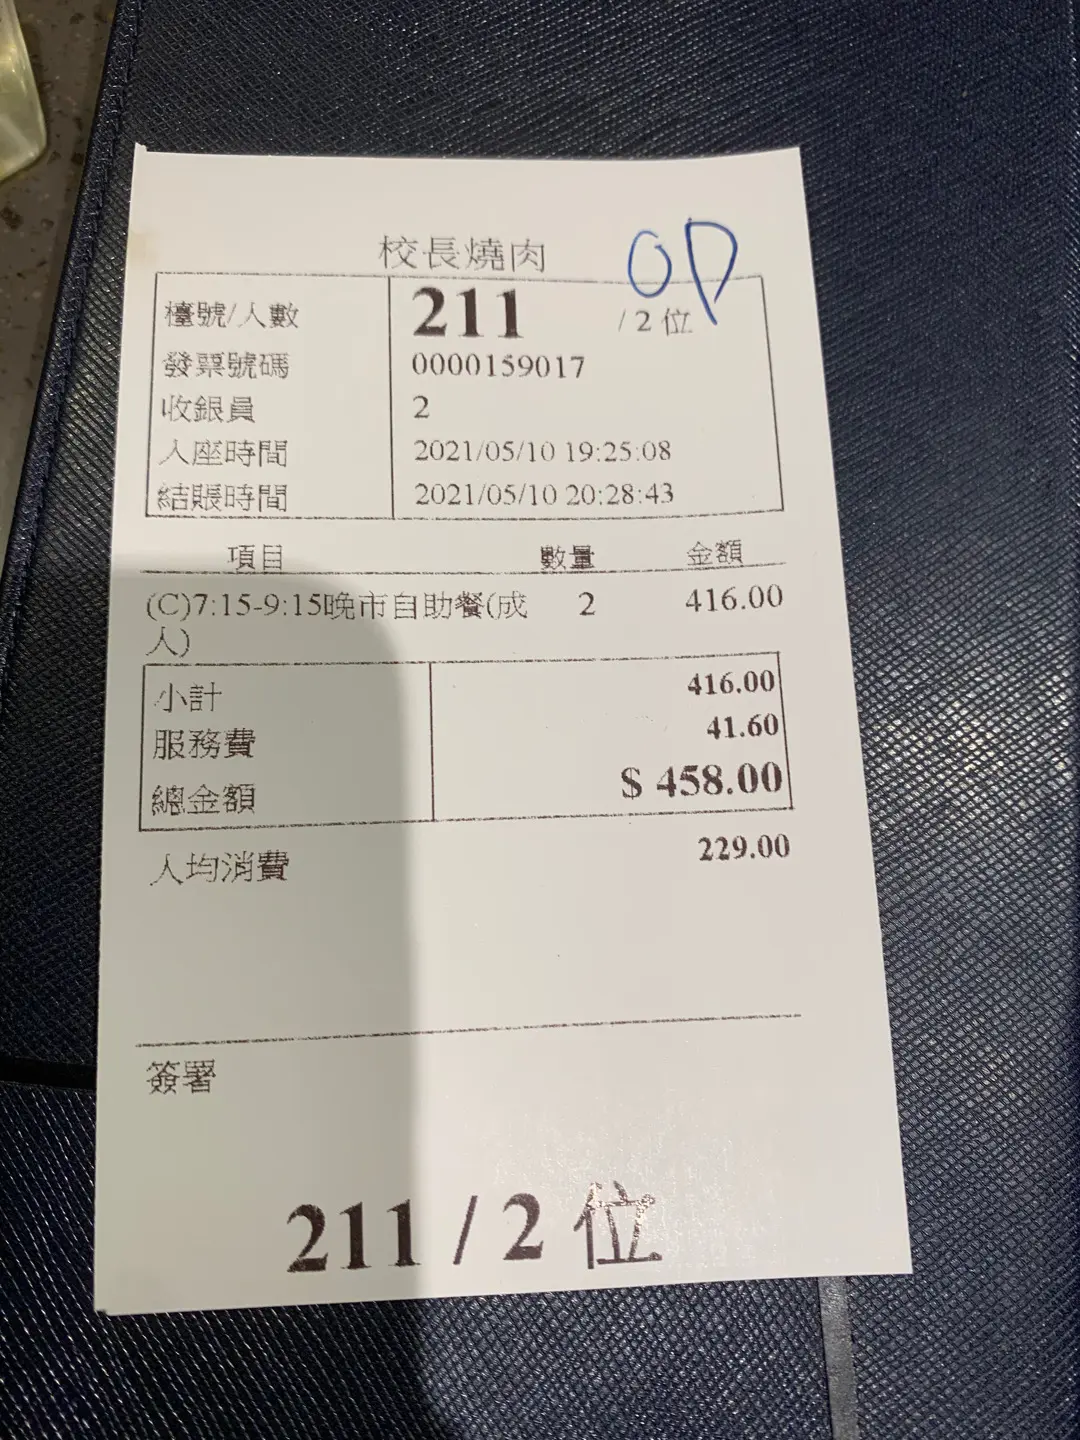 校長燒肉
OP
檯號/人數 211 / 2 位
發票號碼 0000159017
收銀員 2
入座時間 2021/05/10 19:25:08
結賬時間 2021/05/10 20:28:43
項目 數量 金額
(C)7:15-9:15晚市自助餐(成 2 416.00
人)
小計 416.00
服務費 41.60
總金額 $ 458.00
人均消費 229.00
簽署
211 / 2 位